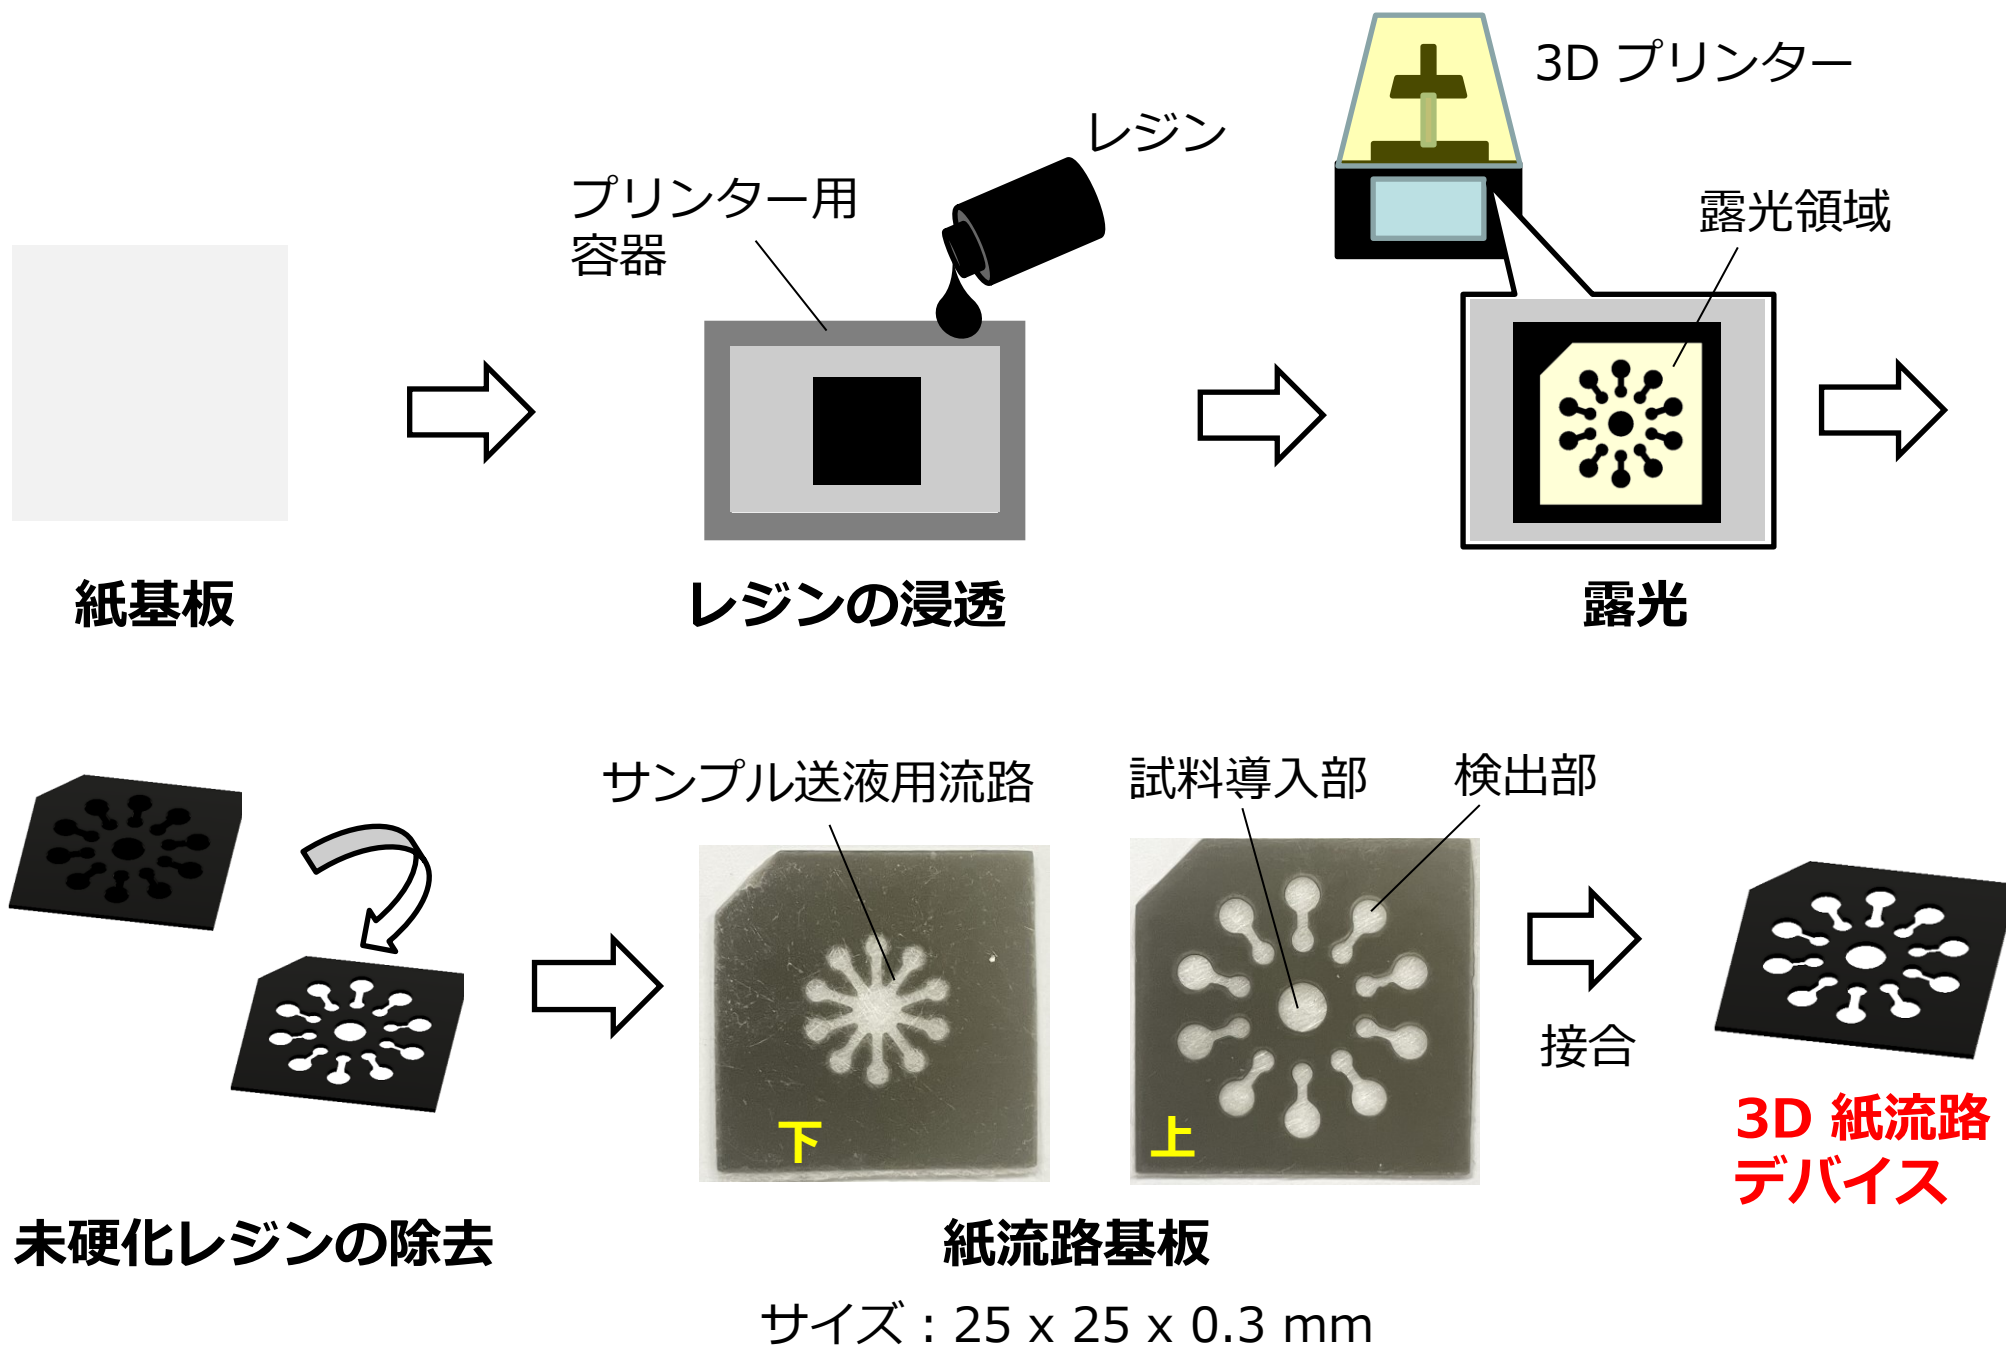 3D プリンター
レジン
プリンター用
容器
露光領域
紙基板
レジンの浸透
露光
サンプル送液用流路
試料導入部
検出部
下
上
接合
3D 紙流路
デバイス
未硬化レジンの除去
紙流路基板
サイズ：25 x 25 x 0.3 mm